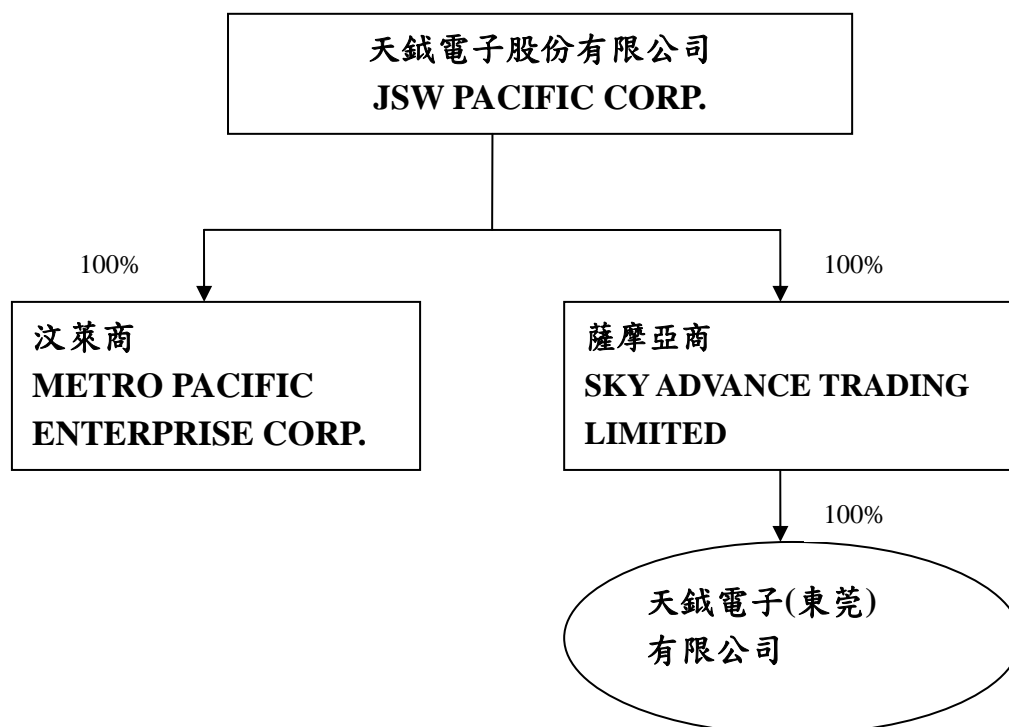 天鉞電子股份有限公司
JSW PACIFIC CORP.
100%
100%
汶萊商
METRO PACIFIC
ENTERPRISE CORP.
薩摩亞商
SKY ADVANCE TRADING
LIMITED
100%
天鉞電子(東莞)
有限公司